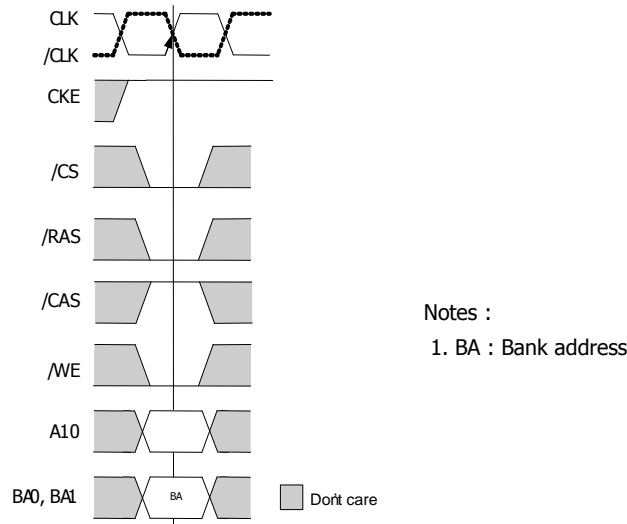 CLK
/CLK
CKE
/CS
/RAS
/CAS
/WE
A10
BA0, BA1
BA
Don't care
Notes :
1. BA : Bank address